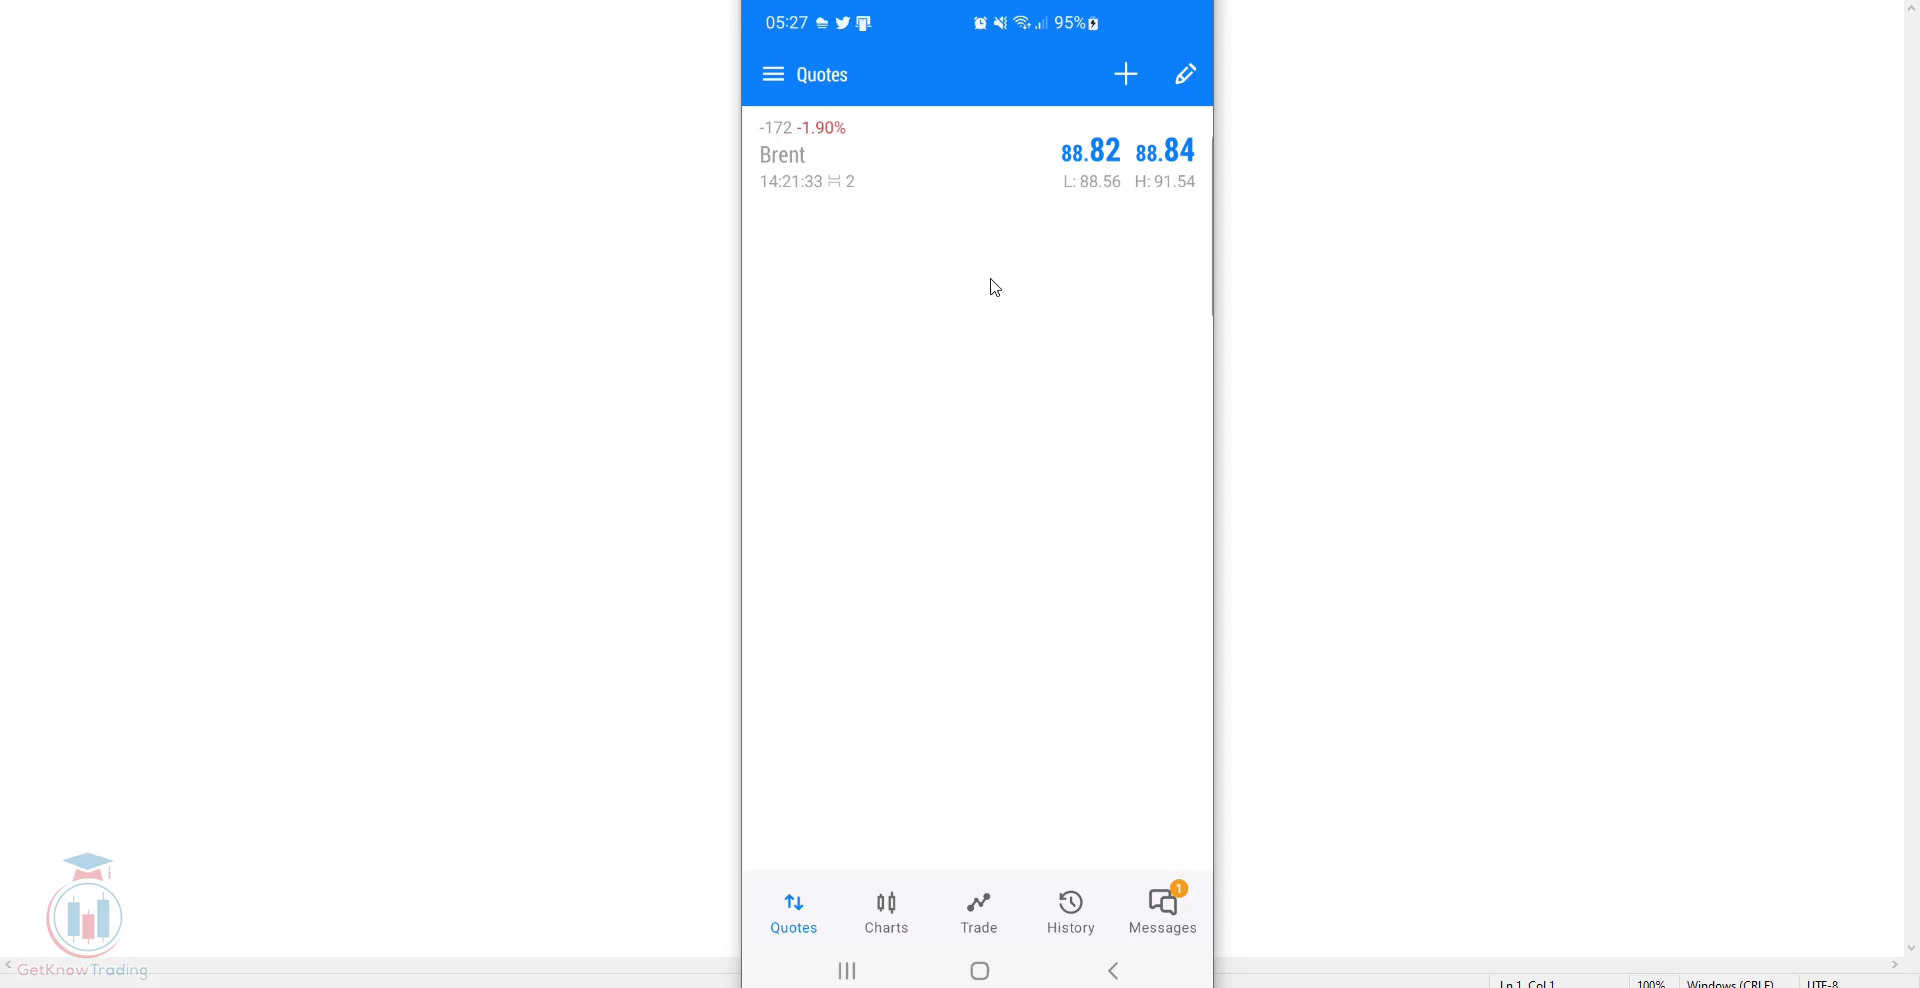 05:27 95%
Quotes
-172 -1.90%
Brent
88.82 88.84
14:21:33 2
L: 88.56 H: 91.54
1
Quotes Charts Trade History Messages
GetKnowTrading
Ln 1, Col 1 100% Windows (CRLF) UTF-8